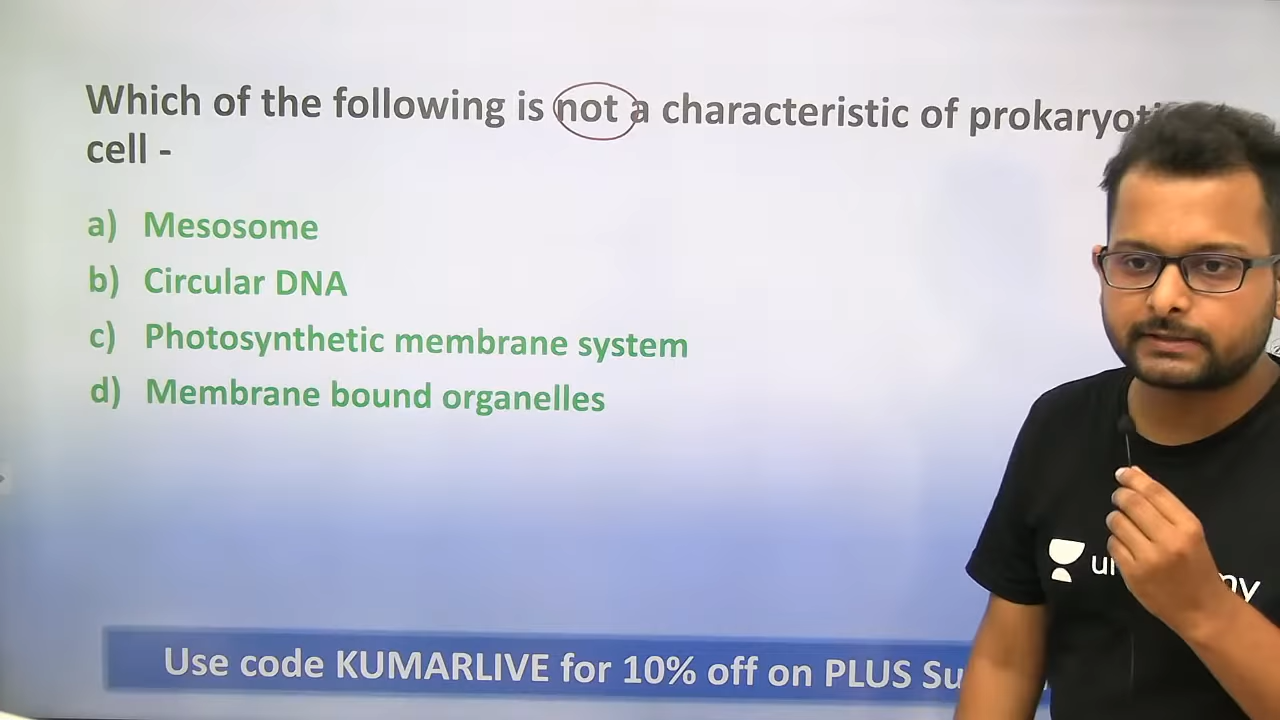 Which of the following is not a characteristic of prokaryoti
cell -
a) Mesosome
b) Circular DNA
c) Photosynthetic membrane system
d) Membrane bound organelles
Use code KUMARLIVE for 10% off on PLUS Su